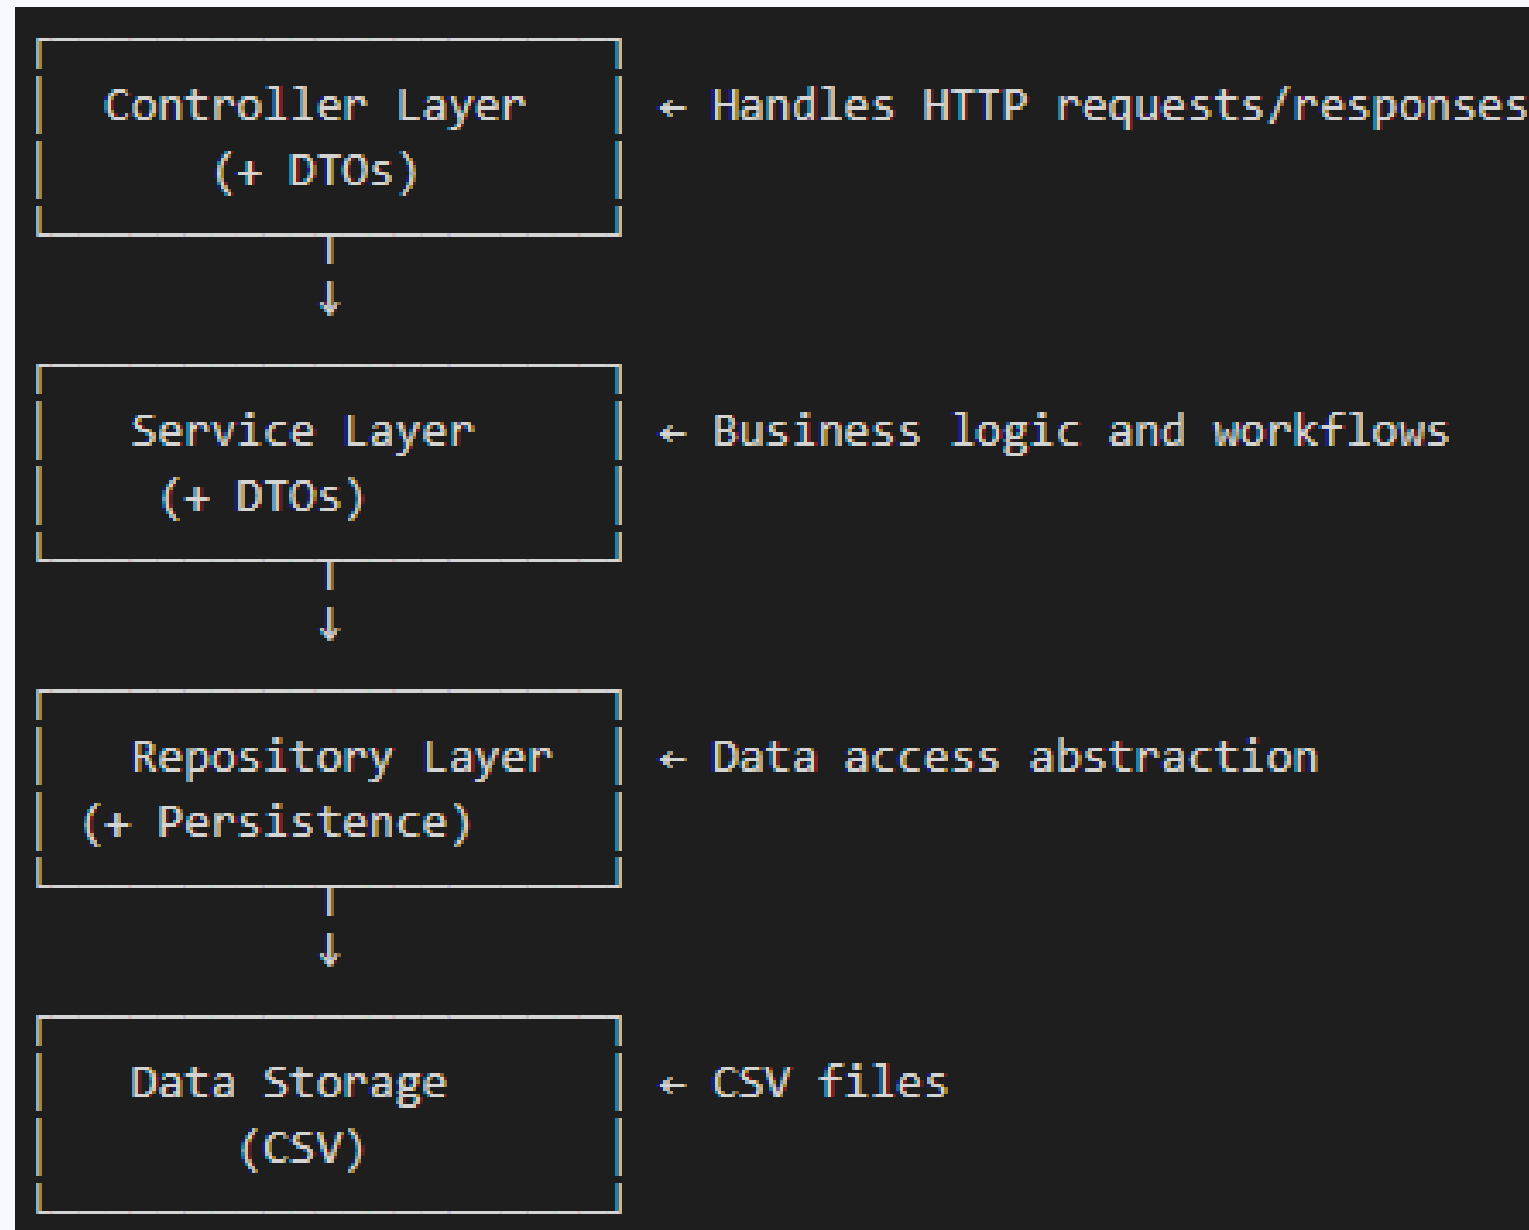 Controller Layer ← Handles HTTP requests/responses
(+ DTOs)
↓
Service Layer ← Business logic and workflows
(+ DTOs)
↓
Repository Layer ← Data access abstraction
(+ Persistence)
↓
Data Storage ← CSV files
(CSV)